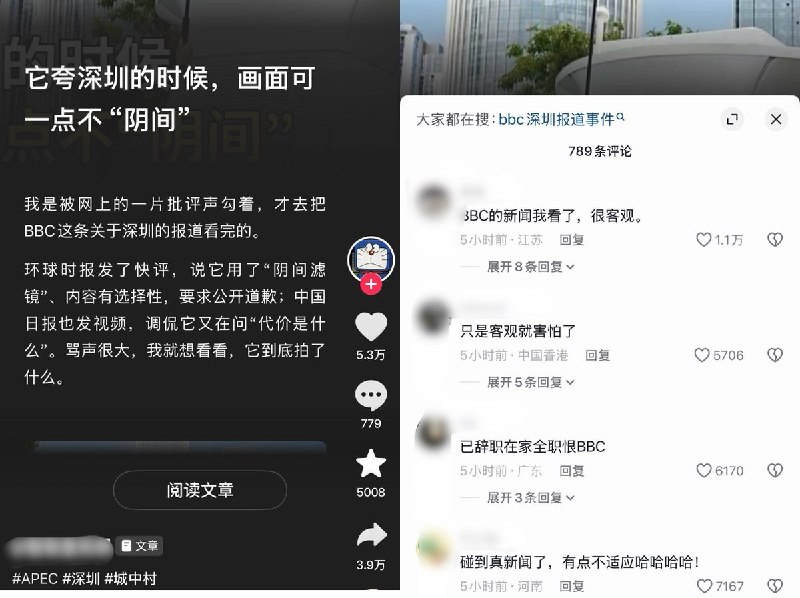 它夸深圳的时候，画面可
一点不“阴间”
我是被网上的一片批评声勾着，才去把
BBC这条关于深圳的报道看完的。
环球时报发了快评，说它用了“阴间滤
镜”、内容有选择性，要求公开道歉；中国
日报也发视频，调侃它又在问“代价是什
么”。骂声很大，我就想看看，它到底拍了
什么。
5.3万
779
5008
阅读文章
3.9万
文章
#APEC #深圳 #城中村
大家都在搜：bbc深圳报道事件
789条评论
BBC的新闻我看了，很客观。
5小时前·江苏 回复
1.1万
展开8条回复
只是客观就害怕了
5小时前·中国香港 回复
5706
展开5条回复
已辞职在家全职恨BBC
5小时前·广东 回复
6170
展开3条回复
碰到真新闻了，有点不适应哈哈哈哈！
5小时前·河南 回复
7167